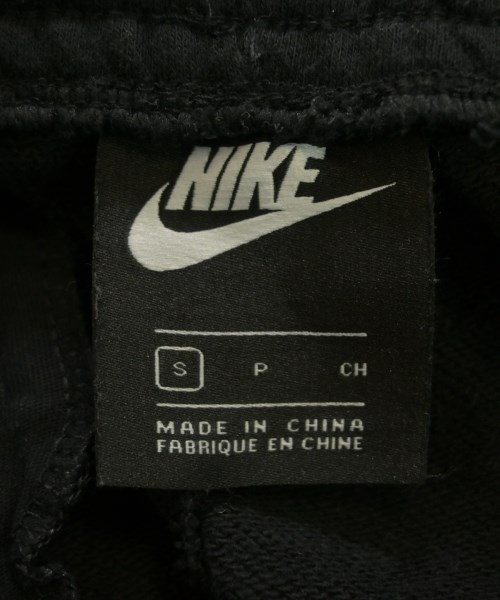 NIKE
S P CH
MADE IN CHINA
FABRIQUE EN CHINE